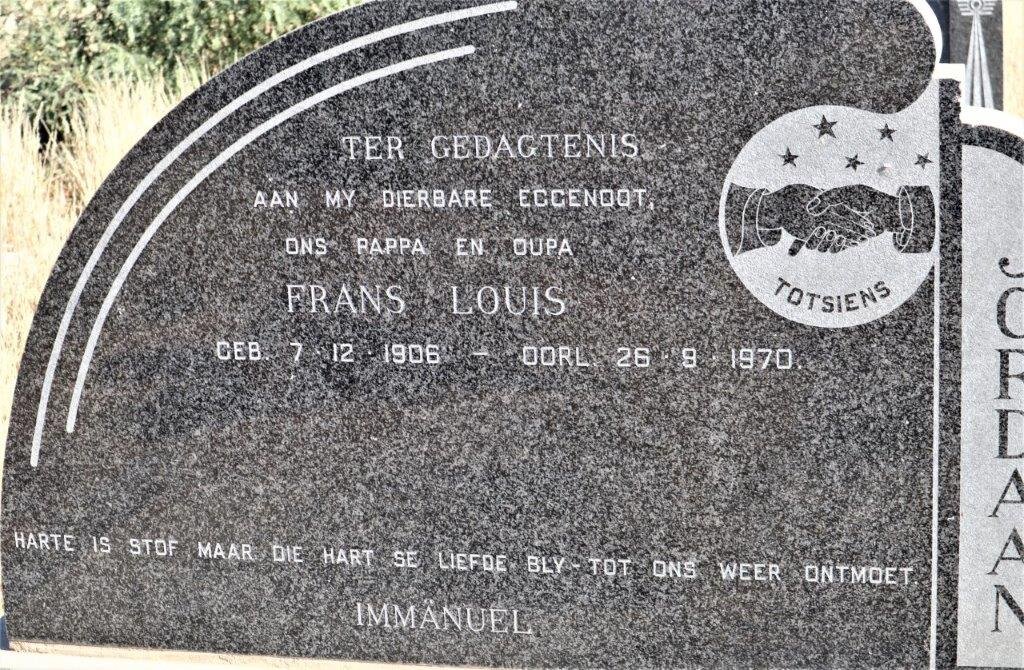 TER GEDAGTENIS
AAN MY DIERBARE EGGENOOT,
ONS PAPPA EN OUPA
FRANS LOUIS
GEB. 7·12·1906 — OORL. 26·9·1970.
HARTE IS STOF MAAR DIE HART SE LIEFDE BLY - TOT ONS WEER ONTMOET.
IMMANUEL
TOTSIENS
JORDAAN